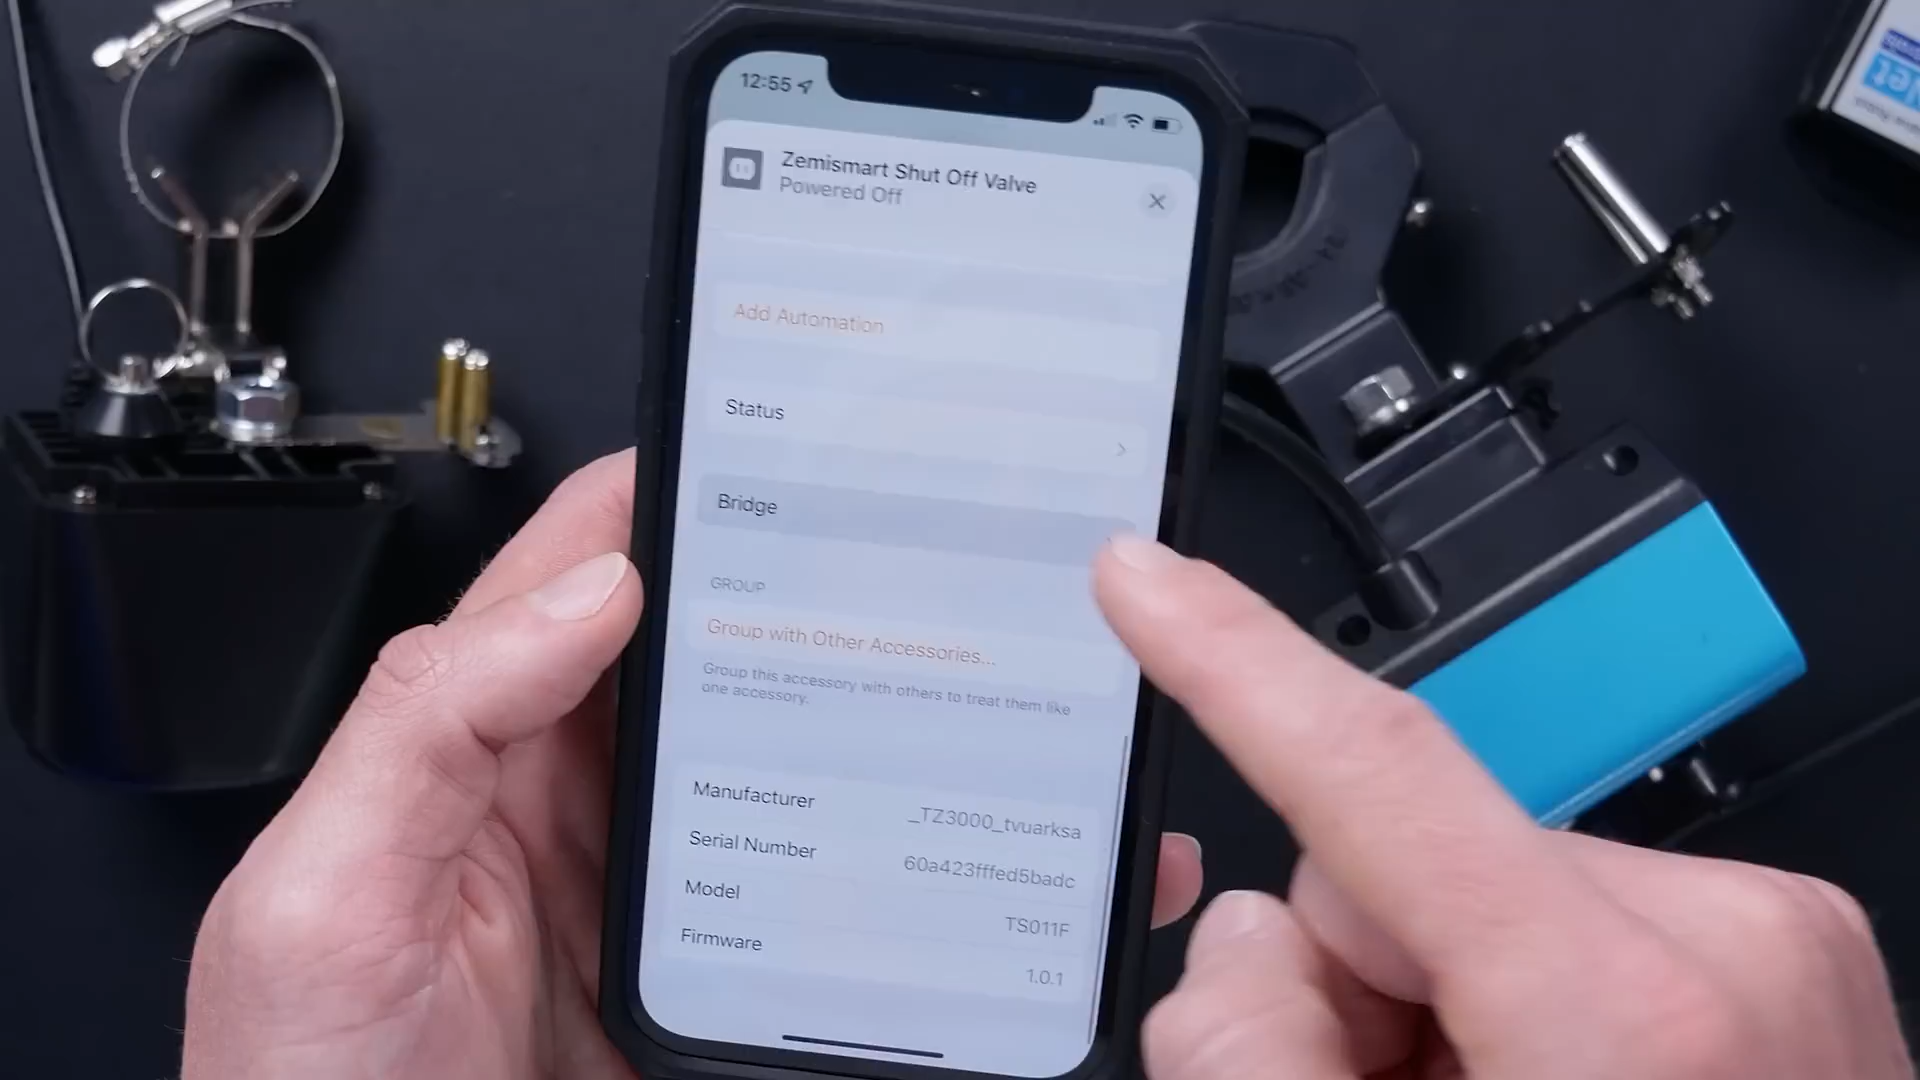 12:55
Zemismart Shut Off Valve
Powered Off
Add Automation
Status
Bridge
GROUP
Group with Other Accessories...
Group this accessory with others to treat them like
one accessory.
Manufacturer _TZ3000_tvuarksa
Serial Number 60a423fffed5badc
Model TS011F
Firmware 1.0.1